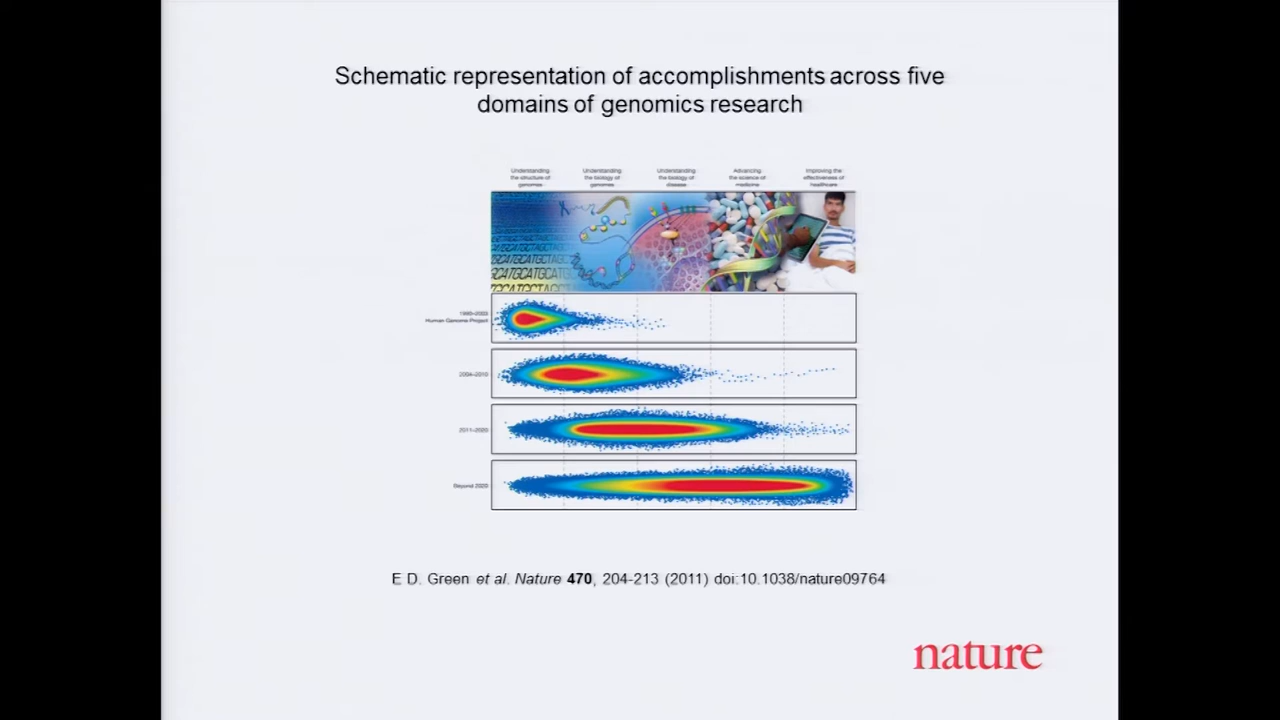 Schematic representation of accomplishments across five
domains of genomics research
Understanding
the structure of
genomes
Understanding
the biology of
genomes
Understanding
the biology of
disease
Advancing
the science of
medicine
Improving the
effectiveness of
healthcare
1990–2003
Human Genome Project
2004–2010
2011–2020
Beyond 2020
E D. Green et al. Nature 470, 204-213 (2011) doi:10.1038/nature09764
nature